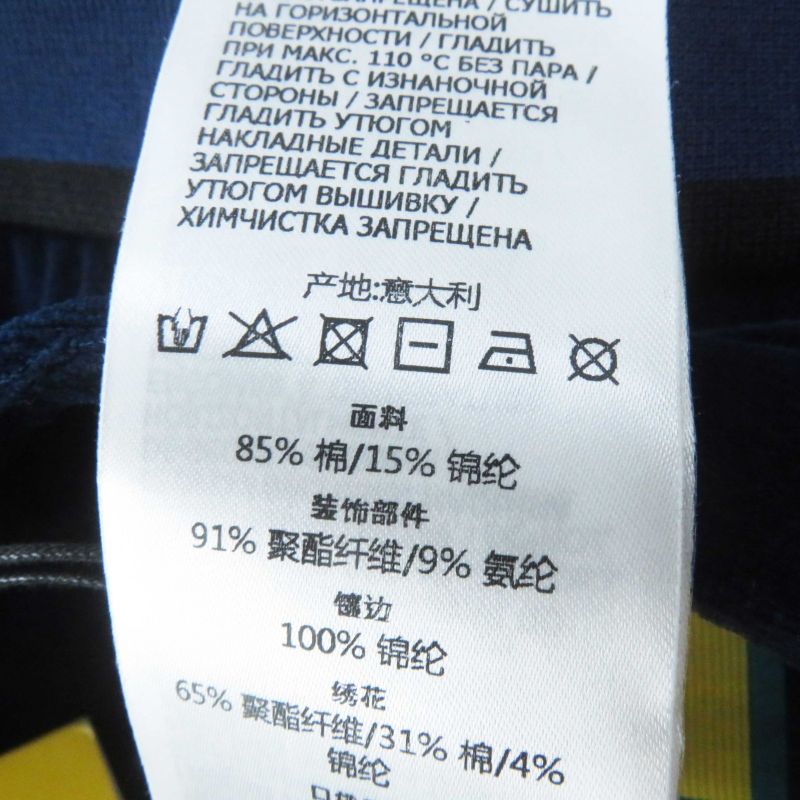 ЗАПРЕЩЕНА / СУШИТЬ
НА ГОРИЗОНТАЛЬНОЙ
ПОВЕРХНОСТИ / ГЛАДИТЬ
ПРИ МАКС. 110 °C БЕЗ ПАРА /
ГЛАДИТЬ С ИЗНАНОЧНОЙ
СТОРОНЫ / ЗАПРЕЩАЕТСЯ
ГЛАДИТЬ УТЮГОМ
НАКЛАДНЫЕ ДЕТАЛИ /
ЗАПРЕЩАЕТСЯ ГЛАДИТЬ
УТЮГОМ ВЫШИВКУ /
ХИМЧИСТКА ЗАПРЕЩЕНА
产地:意大利
面料
85% 棉/15% 锦纶
装饰部件
91% 聚酯纤维/9% 氨纶
镶边
100% 锦纶
绣花
65% 聚酯纤维/31% 棉/4%
锦纶